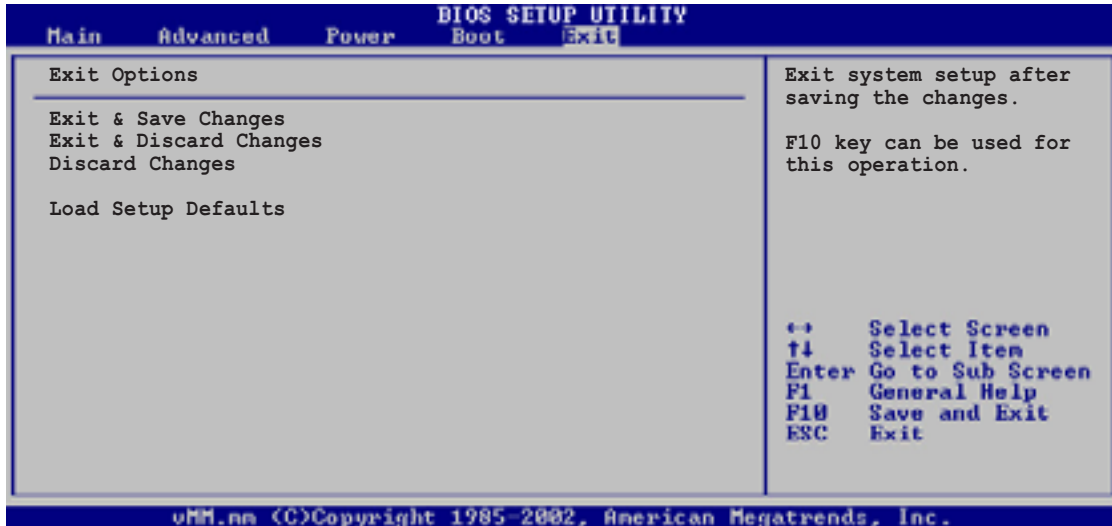 BIOS SETUP UTILITY
Main Advanced Power Boot Exit
Exit Options
Exit & Save Changes
Exit & Discard Changes
Discard Changes
Load Setup Defaults
Exit system setup after
saving the changes.
F10 key can be used for
this operation.
←→ Select Screen
↑↓ Select Item
Enter Go to Sub Screen
F1 General Help
F10 Save and Exit
ESC Exit
vMM.nn (C)Copyright 1985-2002, American Megatrends, Inc.